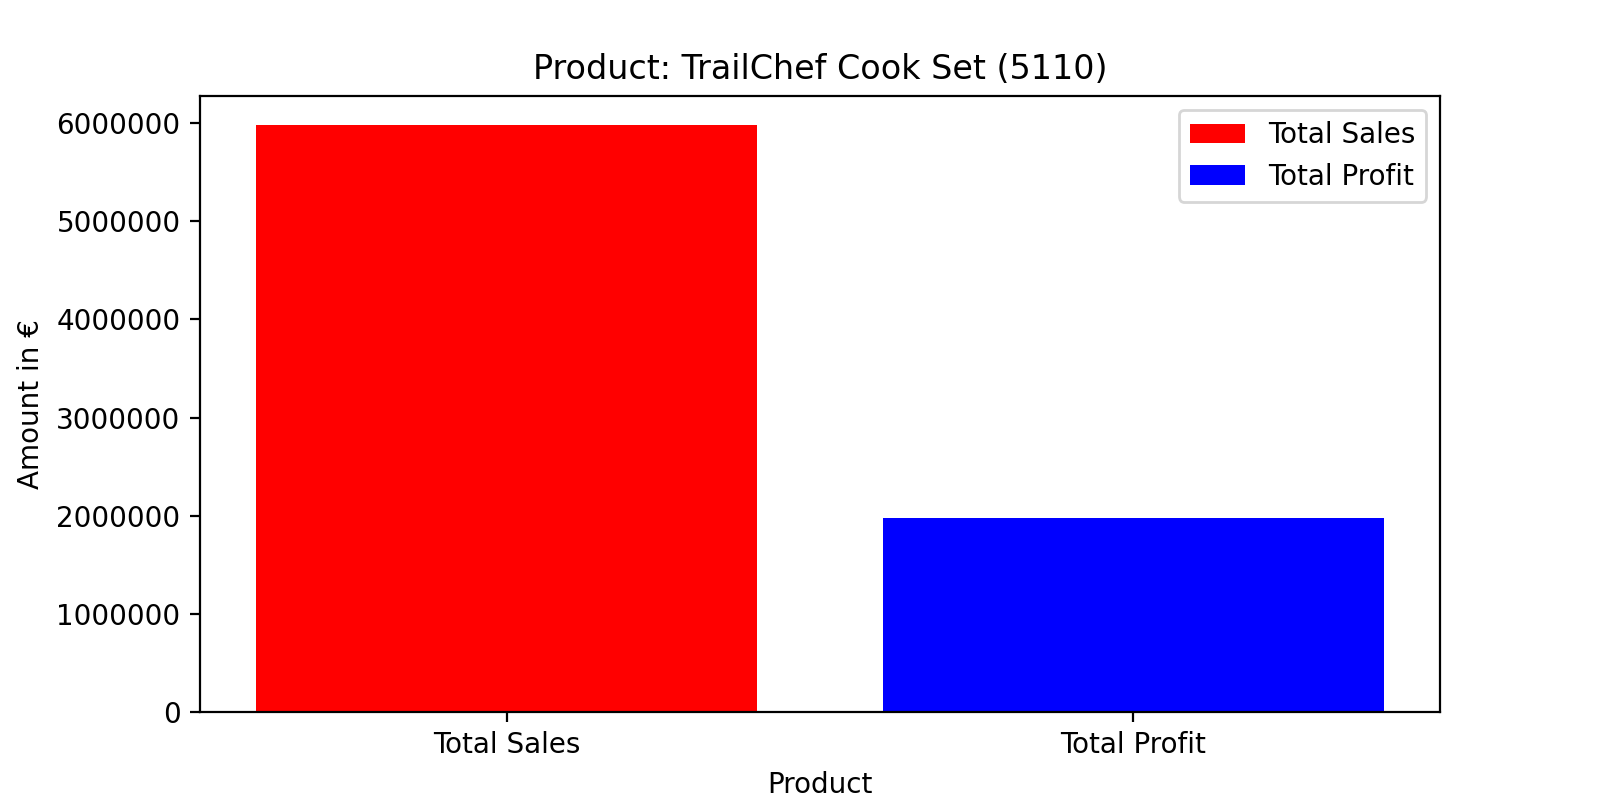 Product: TrailChef Cook Set (5110)
Total Sales
Total Profit
6000000
5000000
4000000
3000000
2000000
1000000
0
Amount in €
Total Sales
Total Profit
Product